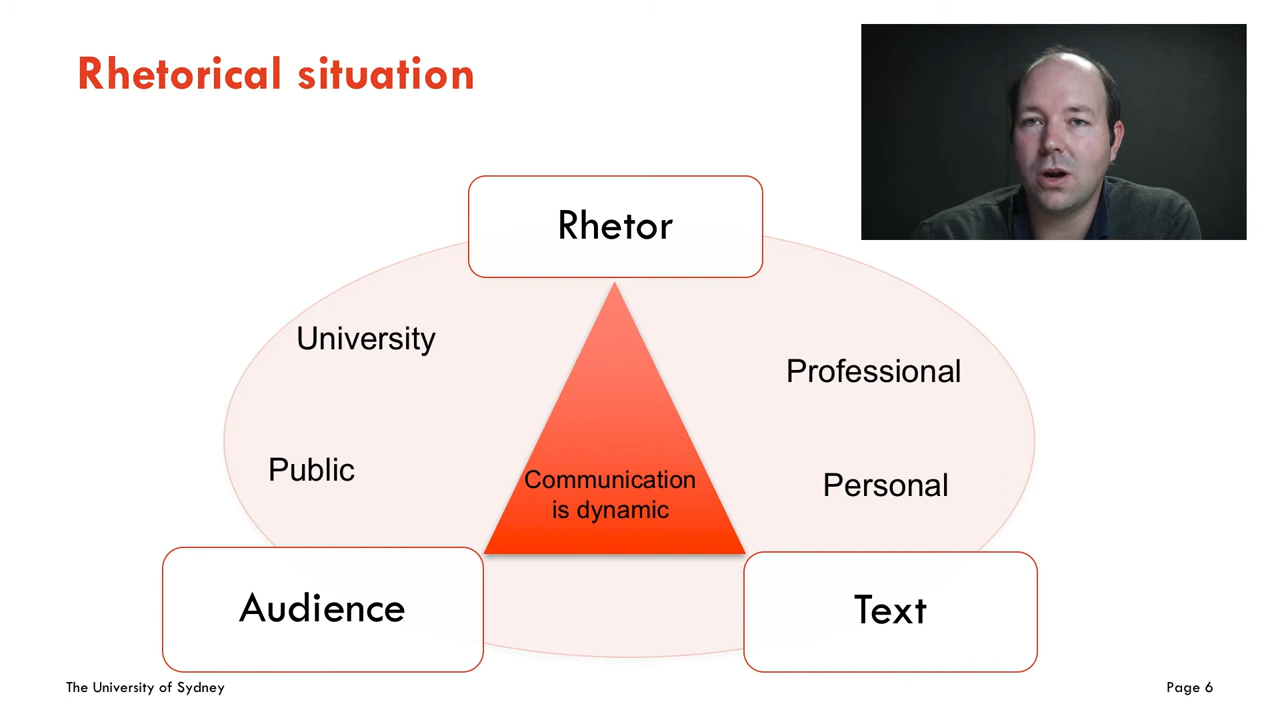 Rhetorical situation
Rhetor
University
Professional
Public
Communication
is dynamic
Personal
Audience
Text
The University of Sydney
Page 6